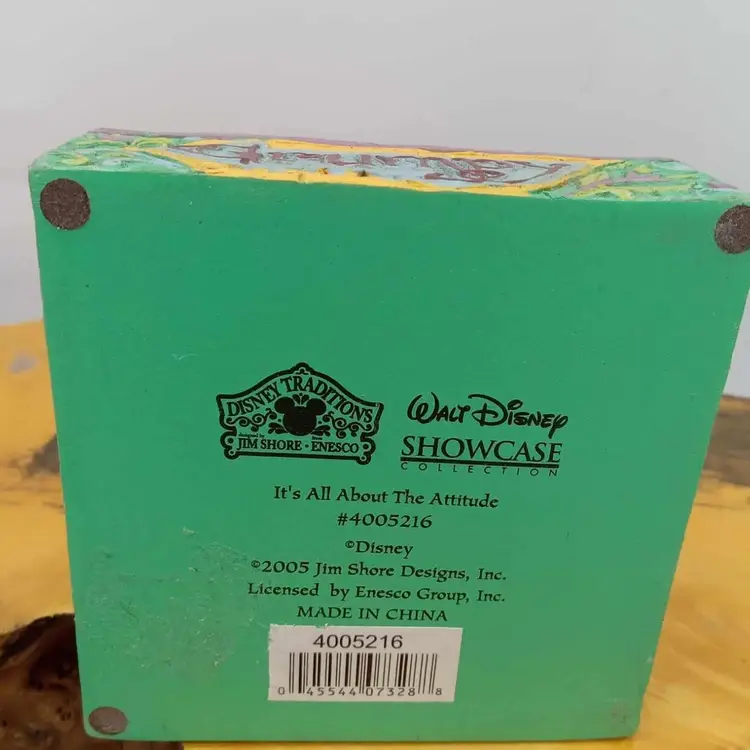 DISNEY TRADITIONS
JIM SHORE • ENESCO
WALT DISNEY
SHOWCASE
COLLECTION
It's All About The Attitude
#4005216
©Disney
©2005 Jim Shore Designs, Inc.
Licensed by Enesco Group, Inc.
MADE IN CHINA
4005216
0 45544 07328 8